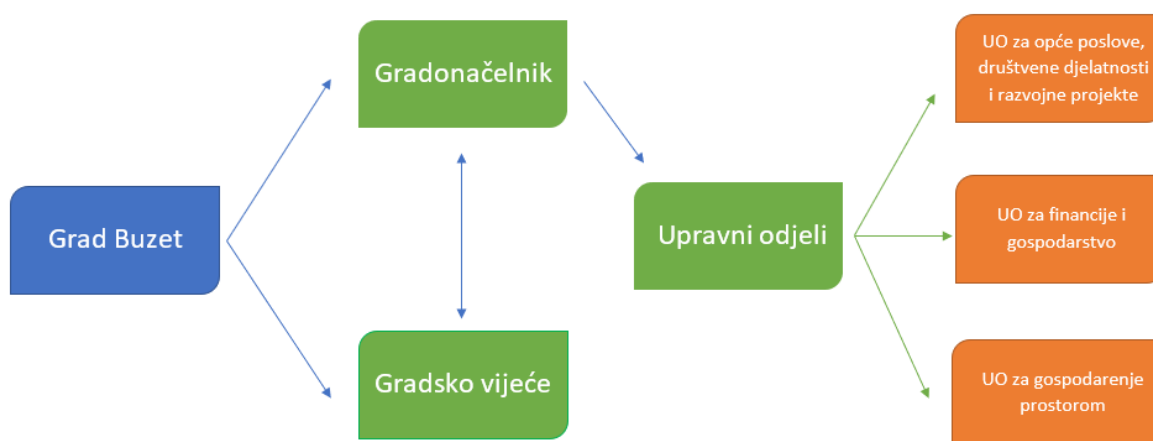 Grad Buzet
Gradonačelnik
Gradsko vijeće
Upravni odjeli
UO za opće poslove,
društvene djelatnosti
i razvojne projekte
UO za financije i
gospodarstvo
UO za gospodarenje
prostorom